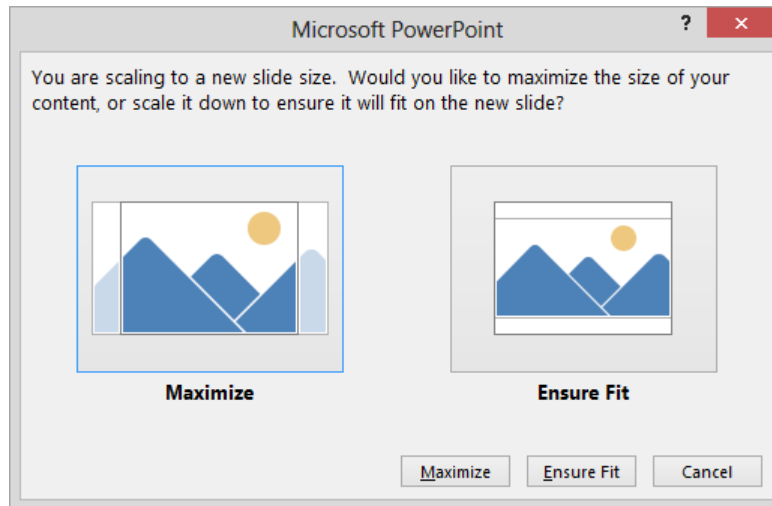 Microsoft PowerPoint
?
You are scaling to a new slide size. Would you like to maximize the size of your
content, or scale it down to ensure it will fit on the new slide?
Maximize
Ensure Fit
Maximize
Ensure Fit
Cancel